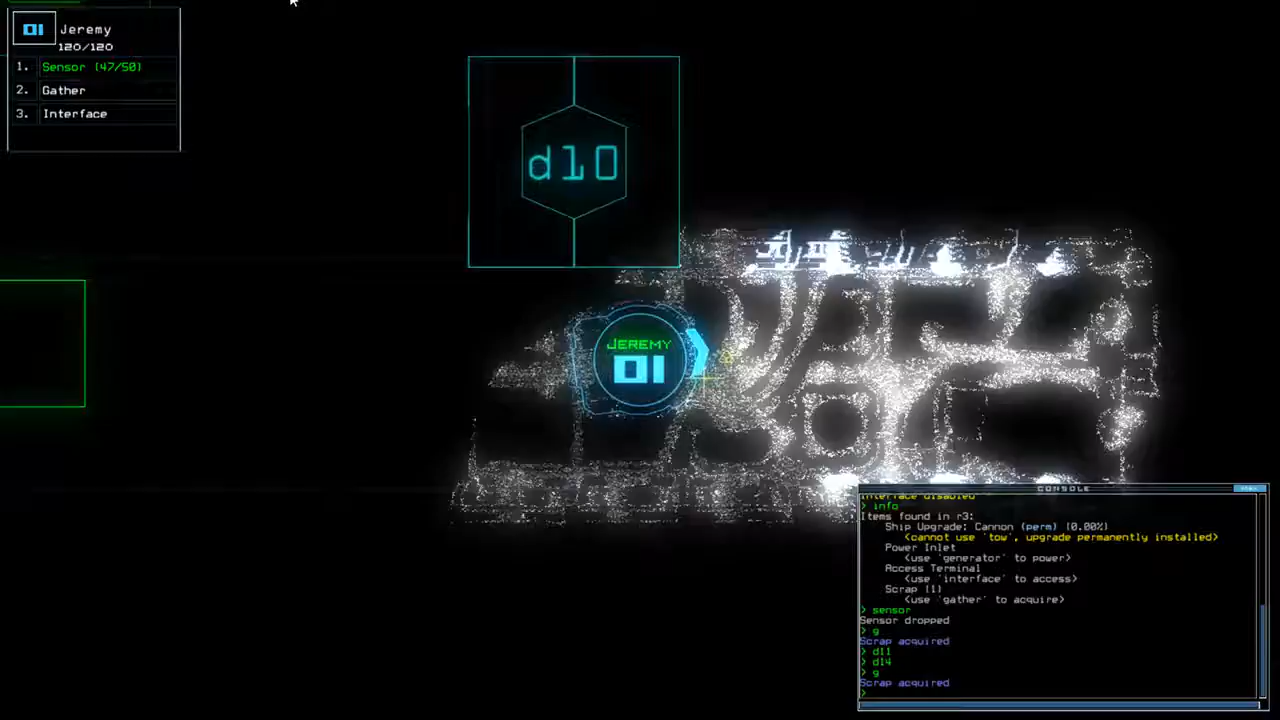 01 Jeremy
120/120
1. Sensor (47/50)
2. Gather
3. Interface
d10
JEREMY
01
CONSOLE
Interface disabled
> info
Items found in r3:
Ship Upgrade: Cannon (perm) [0.00%]
<cannot use 'tow', upgrade permanently installed>
Power Inlet
<use 'generator' to power>
Access Terminal
<use 'interface' to access>
Scrap (1)
<use 'gather' to acquire>
> sensor
Sensor dropped
> g
Scrap acquired
> d11
> d14
> g
Scrap acquired
>